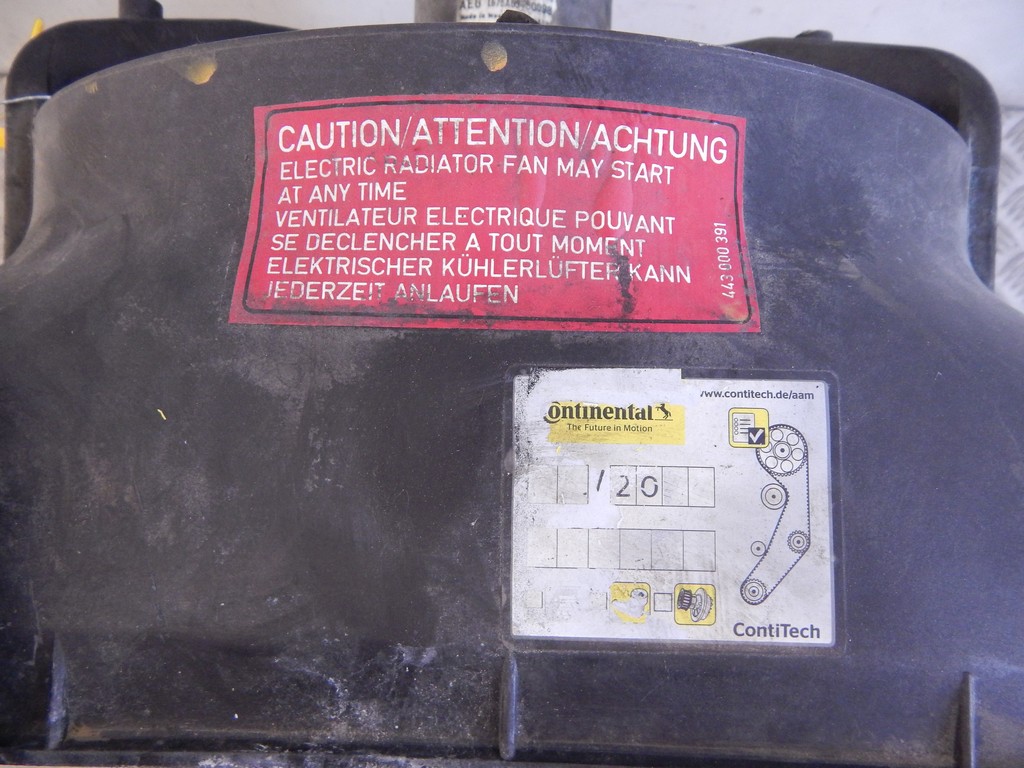 CAUTION/ATTENTION/ACHTUNG
ELECTRIC RADIATOR FAN MAY START
AT ANY TIME
VENTILATEUR ELECTRIQUE POUVANT
SE DECLENCHER A TOUT MOMENT
ELEKTRISCHER KÜHLERLÜFTER KANN
JEDERZEIT ANLAUFEN
443 000 391
www.contitech.de/aam
Continental
The Future in Motion
/20
ContiTech